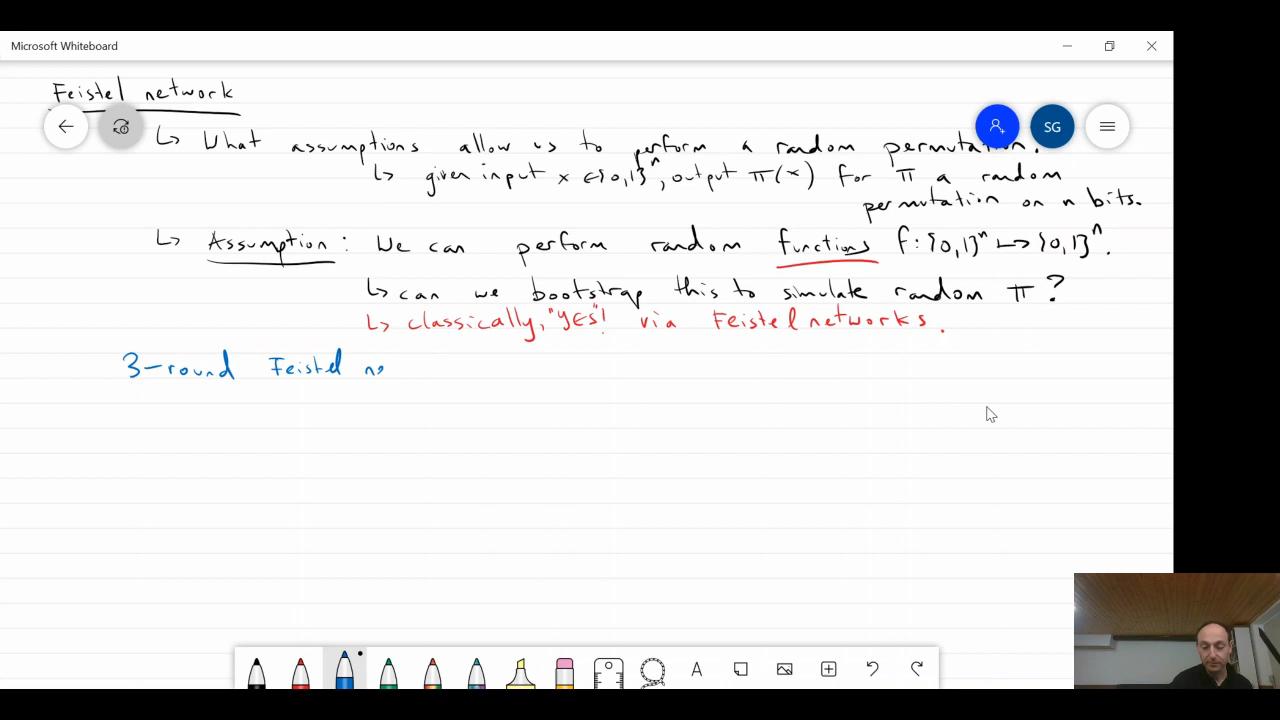 Microsoft Whiteboard
Feistel network
↳ What assumptions allow us to perform a random permutation.
↳ given input x ∈ {0,1}ⁿ, output π(x) for π a random
permutation on n bits.
↳ Assumption: We can perform random functions f: {0,1}ⁿ ↦ {0,1}ⁿ.
↳ can we bootstrap this to simulate random π?
↳ classically, "YES"! via Feistel networks.
3-round Feistel ne
SG
A